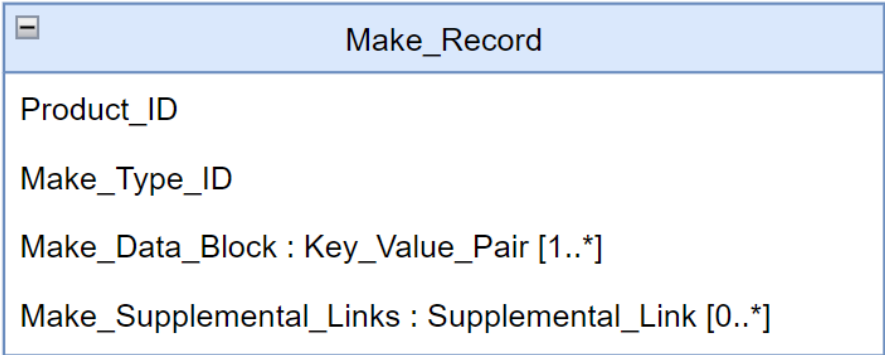 Make_Record
Product_ID
Make_Type_ID
Make_Data_Block : Key_Value_Pair [1..*]
Make_Supplemental_Links : Supplemental_Link [0..*]